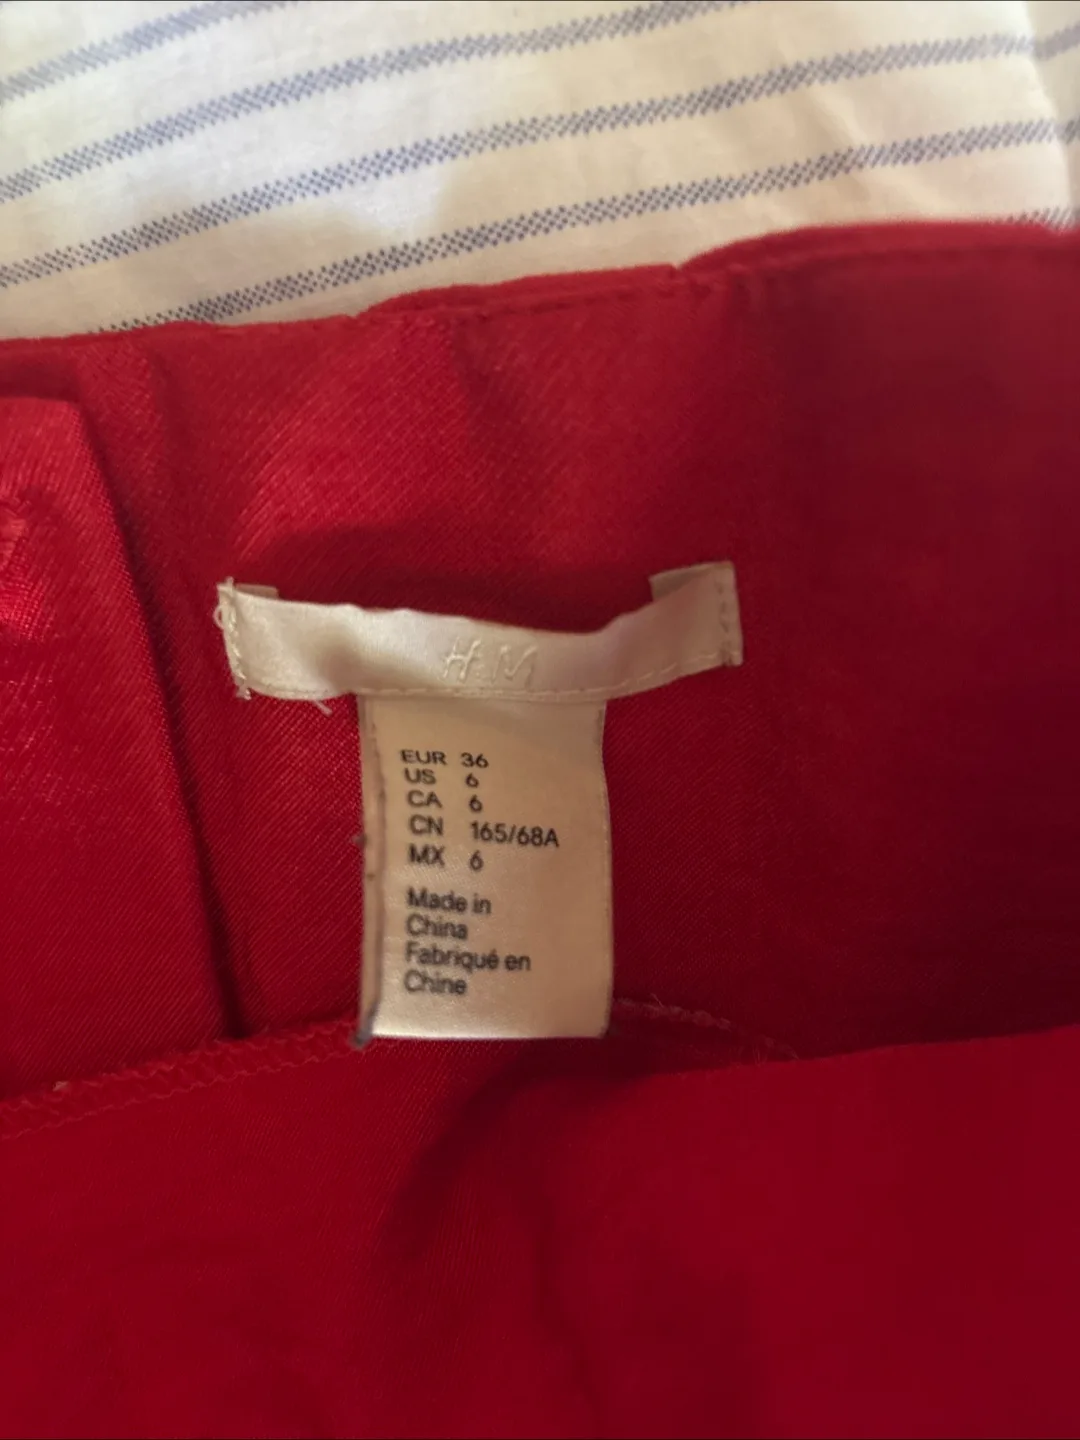 H&M
EUR 36
US 6
CA 6
CN 165/68A
MX 6
Made in
China
Fabriqué en
Chine